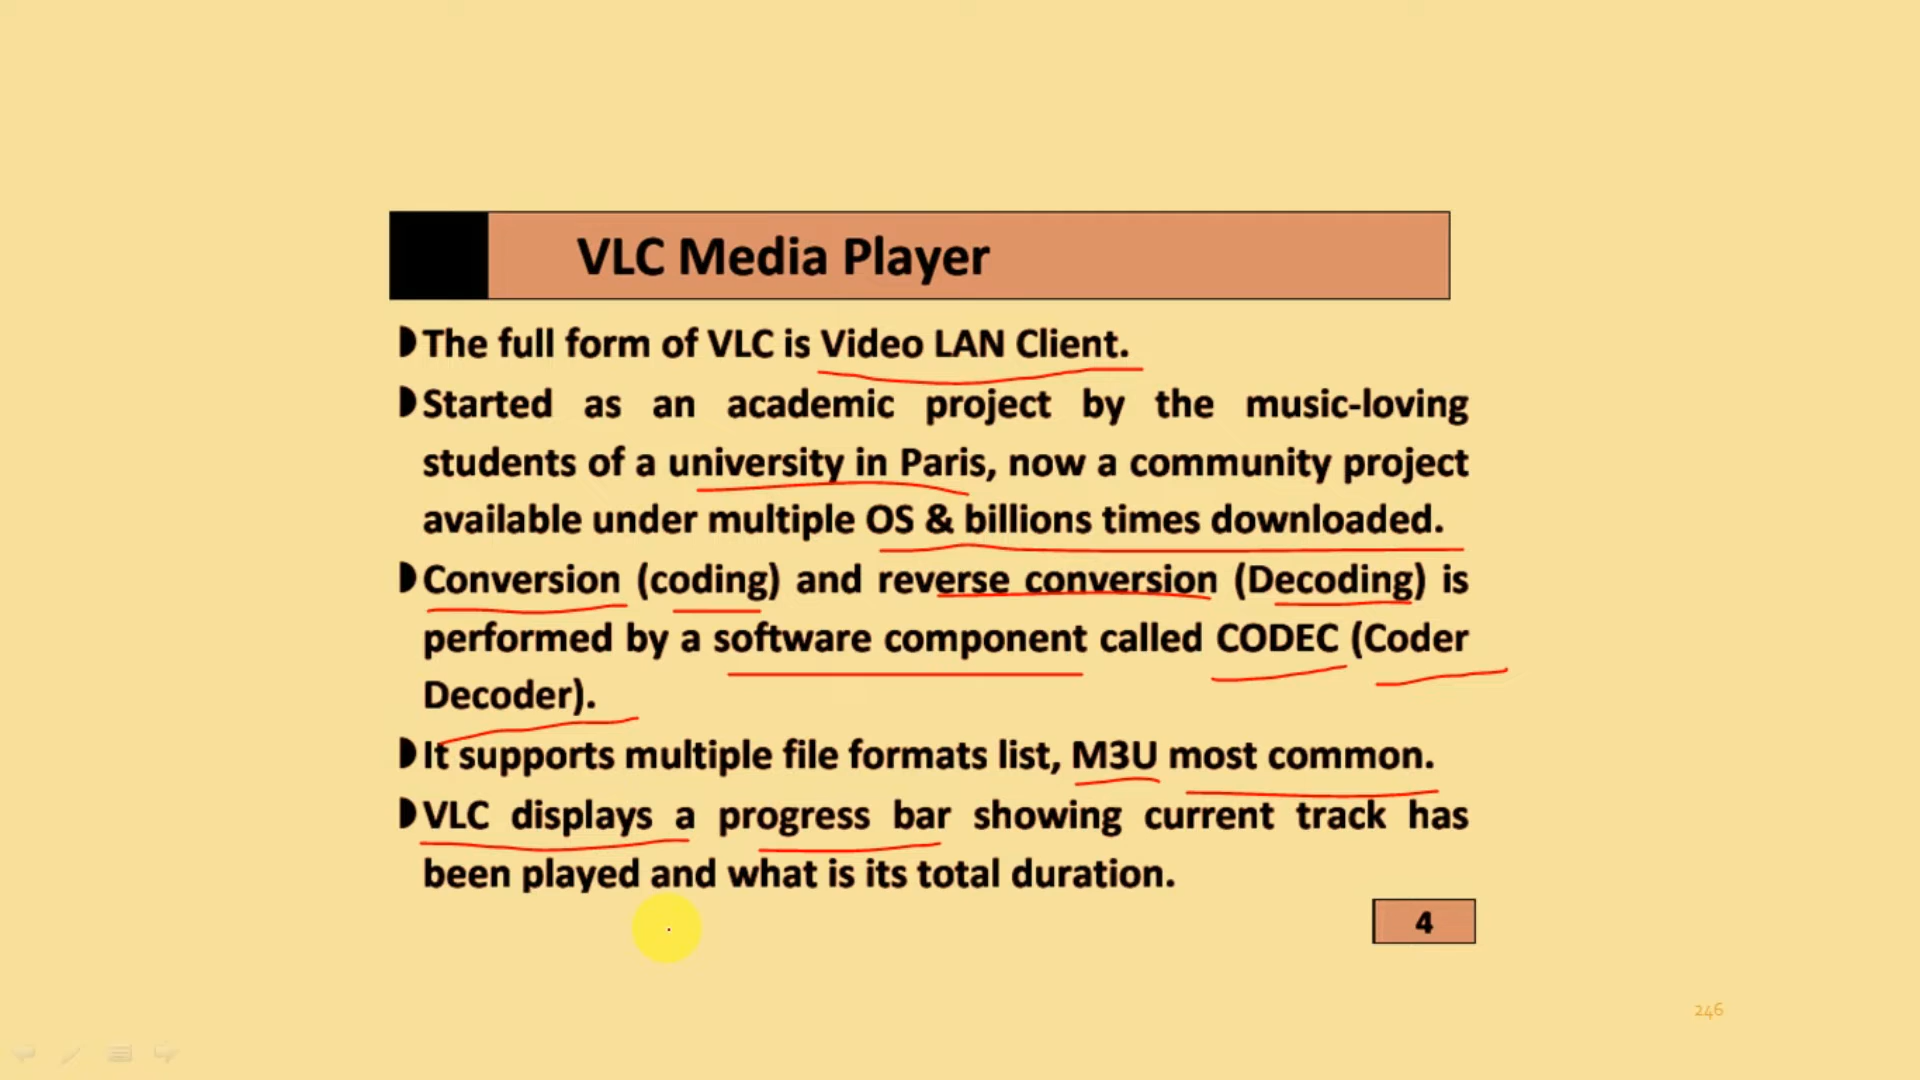 VLC Media Player
The full form of VLC is Video LAN Client.
Started as an academic project by the music-loving
students of a university in Paris, now a community project
available under multiple OS & billions times downloaded.
Conversion (coding) and reverse conversion (Decoding) is
performed by a software component called CODEC (Coder
Decoder).
It supports multiple file formats list, M3U most common.
VLC displays a progress bar showing current track has
been played and what is its total duration.
4
246